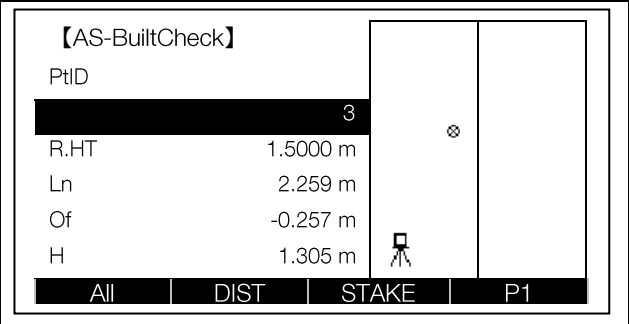 【AS-BuiltCheck】
PtID
3
R.HT 1.5000 m
Ln 2.259 m
Of -0.257 m
H 1.305 m
All DIST STAKE P1